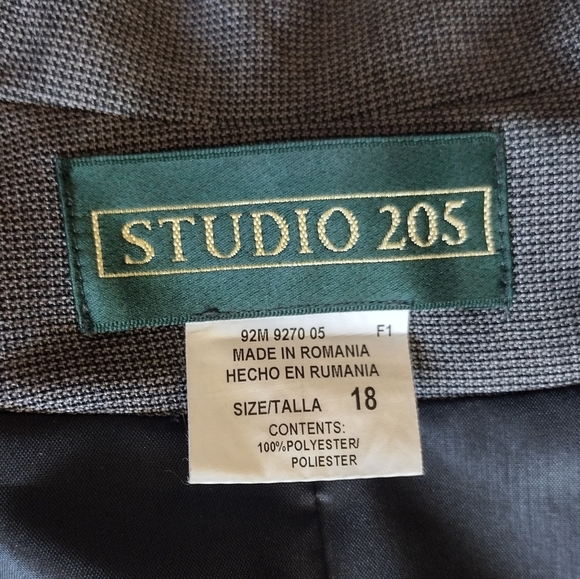 STUDIO 205
92M 9270 05 F1
MADE IN ROMANIA
HECHO EN RUMANIA
SIZE/TALLA 18
CONTENTS:
100%POLYESTER/
POLIESTER